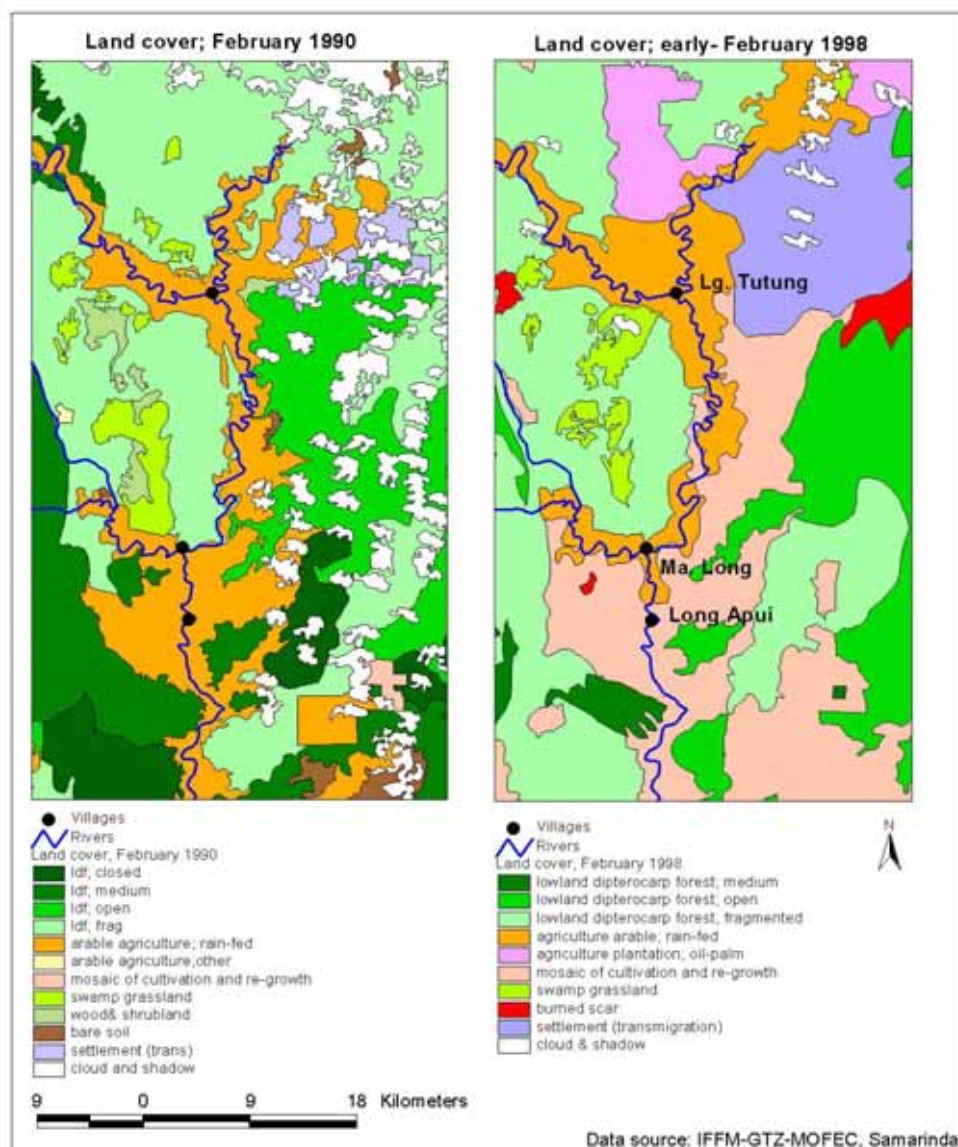 Land cover; February 1990
Land cover; early- February 1998
Lg. Tutung
Ma. Long
Long Apui
Villages
Rivers
Land cover, February 1990
ldf; closed
ldf; medium
ldf; open
ldf; frag
arable agriculture; rain-fed
arable agriculture,other
mosaic of cultivation and re-growth
swamp grassland
wood& shrubland
bare soil
settlement (trans)
cloud and shadow
Villages
Rivers
Land cover, February 1998
lowland dipterocarp forest; medium
lowland dipterocarp forest; open
lowland dipterocarp forest, fragmented
agriculture arable; rain-fed
agriculture plantation; oil-palm
mosaic of cultivation and re-growth
swamp grassland
burned scar
settlement (transmigration)
cloud & shadow
N
9 0 9 18 Kilometers
Data source: IFFM-GTZ-MOFEC, Samarinda